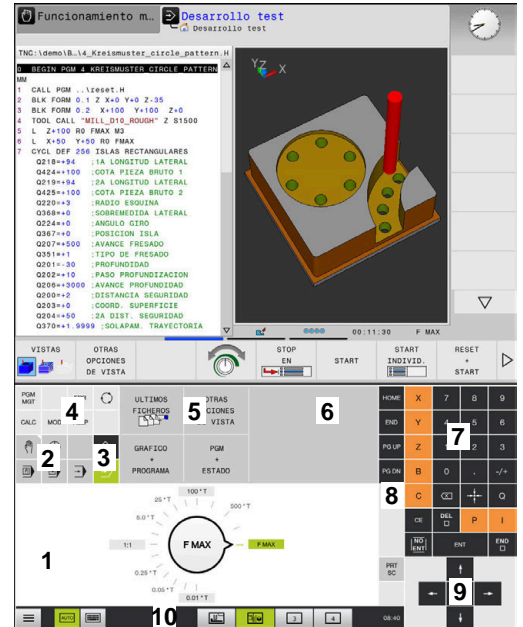 Funcionamiento m...
Desarrollo test
Desarrollo test
TNC:\demo\B...\4_Kreismuster_circle_pattern.H
0 BEGIN PGM 4_KREISMUSTER_CIRCLE_PATTERN
MM
1 CALL PGM ..\reset.H
2 BLK FORM 0.1 Z X+0 Y+0 Z-35
3 BLK FORM 0.2 X+100 Y+100 Z+0
4 TOOL CALL "MILL_D10_ROUGH" Z S1500
5 L Z+100 R0 FMAX M3
6 L X+50 Y+50 R0 FMAX
7 CYCL DEF 256 ISLAS RECTANGULARES
Q218=+94 ;1A LONGITUD LATERAL
Q424=+100 ;COTA PIEZA BRUTO 1
Q219=+94 ;2A LONGITUD LATERAL
Q425=+100 ;COTA PIEZA BRUTO 2
Q220=+3 ;RADIO ESQUINA
Q368=+0 ;SOBREMEDIDA LATERAL
Q224=+0 ;ANGULO GIRO
Q367=+0 ;POSICION ISLA
Q207=+500 ;AVANCE FRESADO
Q351=+1 ;TIPO DE FRESADO
Q201=-30 ;PROFUNDIDAD
Q202=+10 ;PASO PROFUNDIZACION
Q206=+3000 ;AVANCE PROFUNDIDAD
Q200=+2 ;DISTANCIA SEGURIDAD
Q203=+0 ;COORD. SUPERFICIE
Q204=+50 ;2A DIST. SEGURIDAD
Q370=+1.9999 ;SOLAPAM. TRAYECTORIA
Y Z X
00:11:30 F MAX
VISTAS
OTRAS
OPCIONES
DE VISTA
STOP
EN
START
START
INDIVID.
RESET
+
START
PGM
MGT
4
CALC
MOD
2
3
ULTIMOS
FICHEROS
5
OTRAS
VISTA
GRAFICO
+
PROGRAMA
PGM
+
ESTADO
6
HOME X 7 8 9
END Y 4 6
7
PG UP Z 2 3
PG DN B 0 . -/+
8
C Q
CE DEL P I
NO
ENT
ENT
END
PRT
SC
9
1
100 *T
25 *T
500 *T
5.0 *T
1:1
F MAX
F MAX
0.25 *T
0.05 *T
0.01 *T
AUTO
10
3
4
08:40